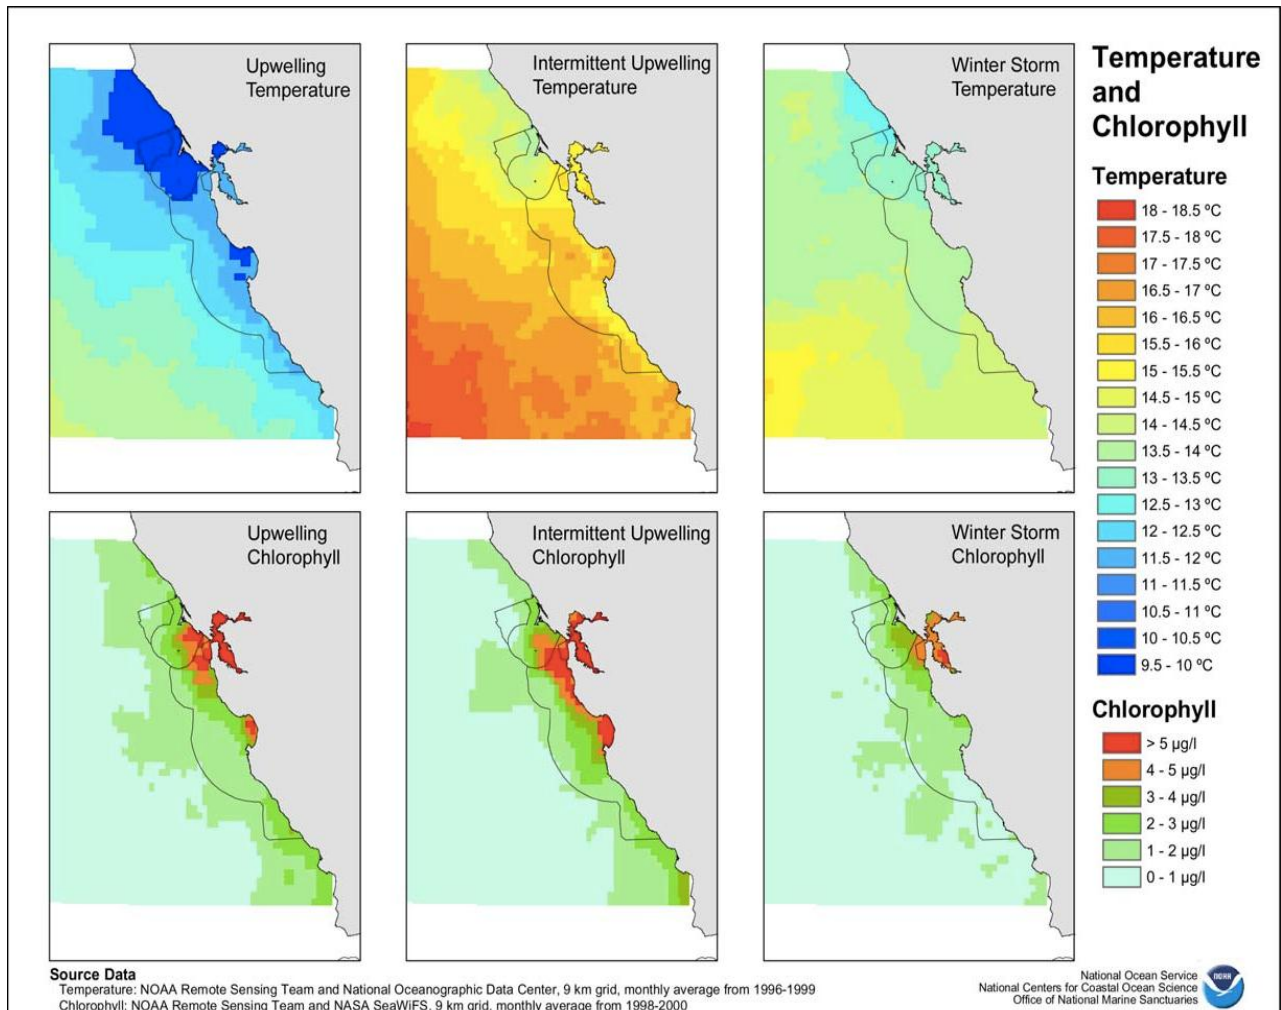 Upwelling
Temperature
Intermittent Upwelling
Temperature
Winter Storm
Temperature
Temperature
and
Chlorophyll
Temperature
18 - 18.5 ºC
17.5 - 18 ºC
17 - 17.5 ºC
16.5 - 17 ºC
16 - 16.5 ºC
15.5 - 16 ºC
15 - 15.5 ºC
14.5 - 15 ºC
14 - 14.5 ºC
13.5 - 14 ºC
13 - 13.5 ºC
12.5 - 13 ºC
12 - 12.5 ºC
11.5 - 12 ºC
11 - 11.5 ºC
10.5 - 11 ºC
10 - 10.5 ºC
9.5 - 10 ºC
Upwelling
Chlorophyll
Intermittent Upwelling
Chlorophyll
Winter Storm
Chlorophyll
Chlorophyll
> 5 µg/l
4 - 5 µg/l
3 - 4 µg/l
2 - 3 µg/l
1 - 2 µg/l
0 - 1 µg/l
Source Data
Temperature: NOAA Remote Sensing Team and National Oceanographic Data Center, 9 km grid, monthly average from 1996-1999
Chlorophyll: NOAA Remote Sensing Team and NASA SeaWiFS, 9 km grid, monthly average from 1998-2000
National Ocean Service
National Centers for Coastal Ocean Science
Office of National Marine Sanctuaries
NOAA